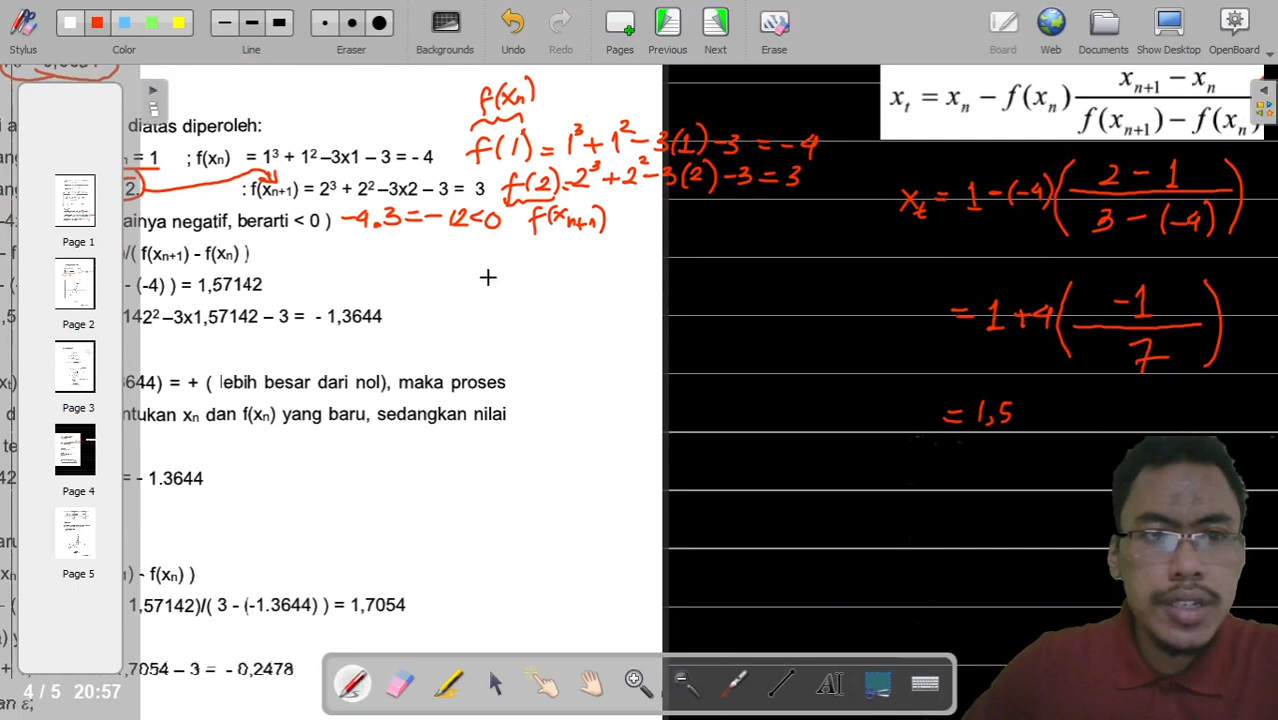 Stylus
Color
Line
Eraser
Backgrounds
Undo
Redo
Pages
Previous
Next
Erase
Board
Web
Documents
Show Desktop
OpenBoard
Page 1
Page 2
Page 3
Page 4
Page 5
4 / 5 20:57
diatas diperoleh:
= 1 ; f(xn) = 1³ + 1² –3x1 – 3 = - 4
2. : f(xn+1) = 2³ + 2² –3x2 – 3 = 3
ainya negatif, berarti < 0 ) -4.3 = -12<0
f(xn+1) - f(xn) )
(-4) = 1,57142
142² –3x1,57142 – 3 = - 1,3644
644) = + ( lebih besar dari nol), maka proses
tukan xn dan f(xn) yang baru, sedangkan nilai
= - 1.3644
) - f(xn) )
1,57142)/( 3 - (-1.3644) ) = 1,7054
,7054 – 3 = - 0,2478
f(xn)
f(1) = 1³ + 1² - 3(1) - 3 = -4
f(2) = 2³ + 2² - 3(2) - 3 = 3
f(xn+1)
xt = xn – f(xn) xn+1 – xn / f(xn+1) – f(xn)
xt = 1 - (-4) ( 2 - 1 / 3 - (-4) )
= 1 + 4 ( -1 / 7 )
= 1,5